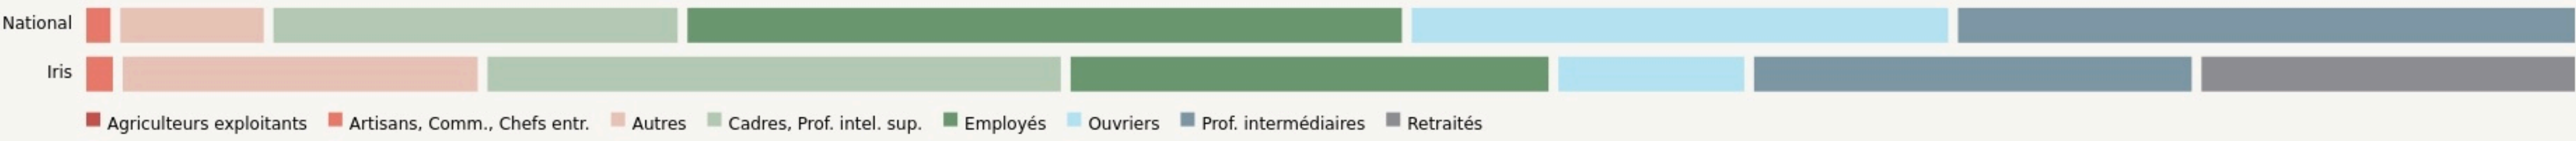 National
Iris
Agriculteurs exploitants Artisans, Comm., Chefs entr. Autres Cadres, Prof. intel. sup. Employés Ouvriers Prof. intermédiaires Retraités